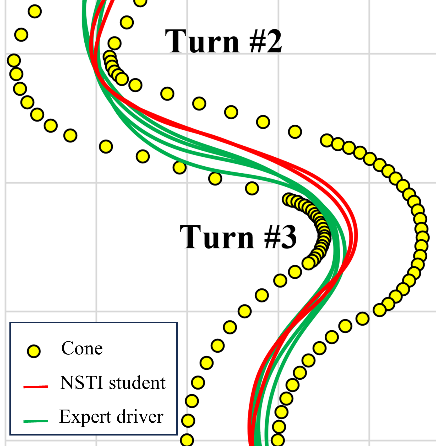 Turn #2
Turn #3
Cone
NSTI student
Expert driver